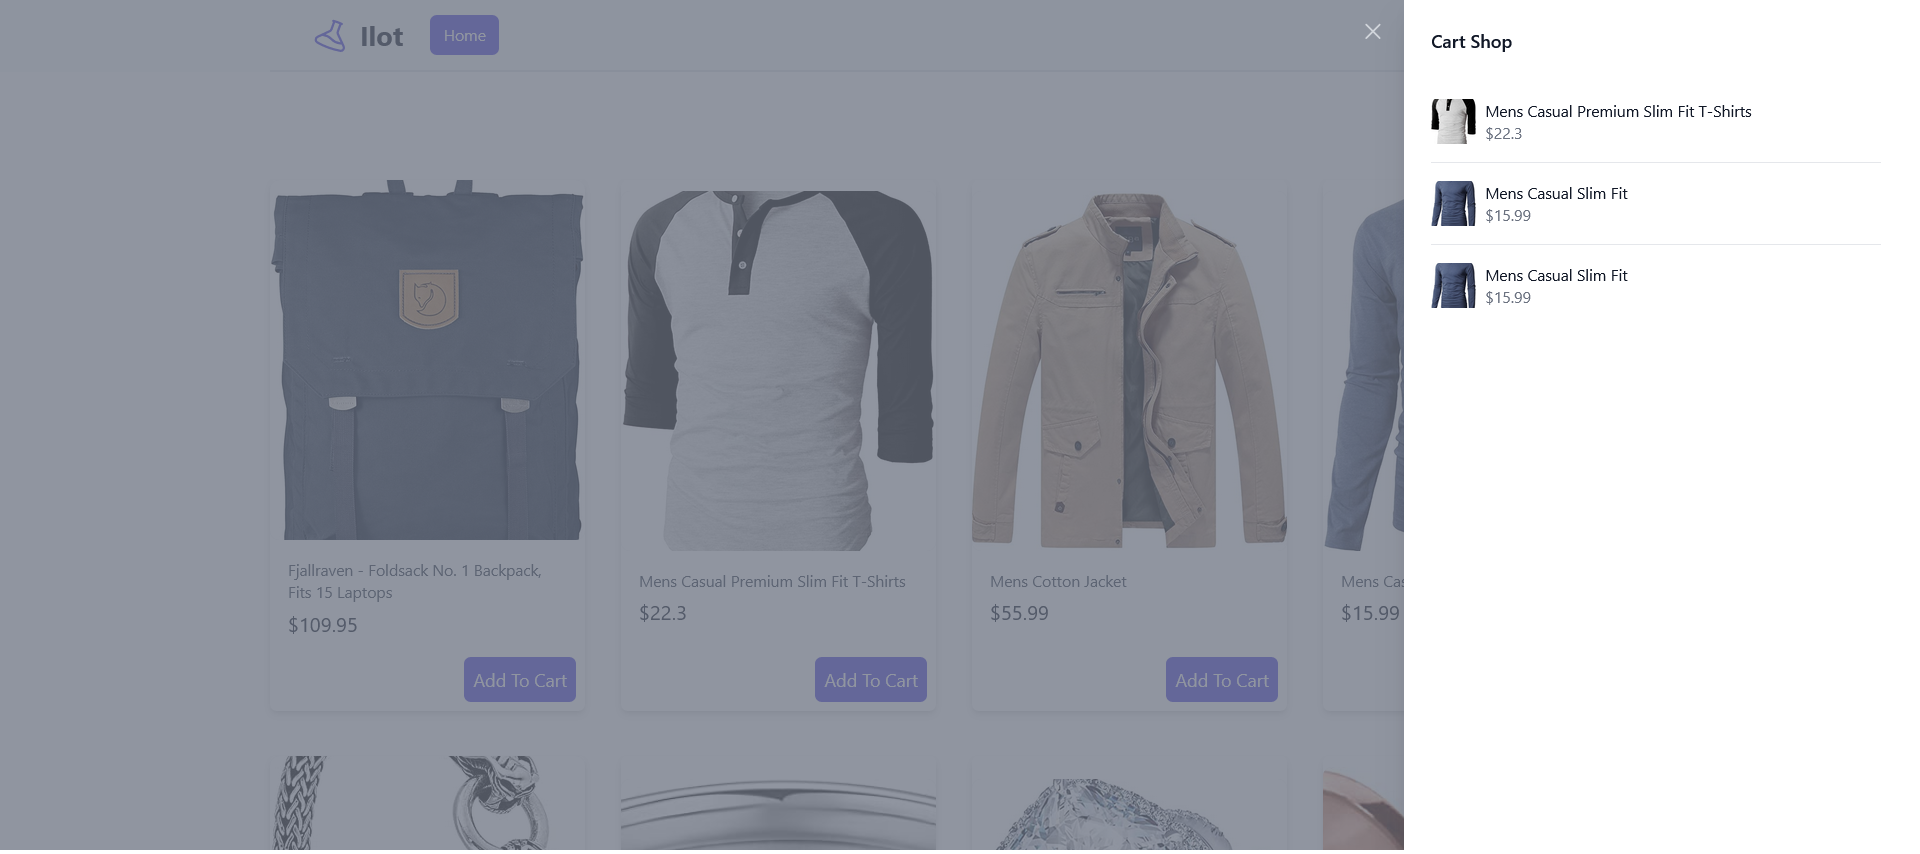 Ilot
Home
Cart Shop
Mens Casual Premium Slim Fit T-Shirts
$22.3
Mens Casual Slim Fit
$15.99
Mens Casual Slim Fit
$15.99
Fjallraven - Foldsack No. 1 Backpack,
Fits 15 Laptops
$109.95
Add To Cart
Mens Casual Premium Slim Fit T-Shirts
$22.3
Add To Cart
Mens Cotton Jacket
$55.99
Add To Cart
Mens Cas
$15.99